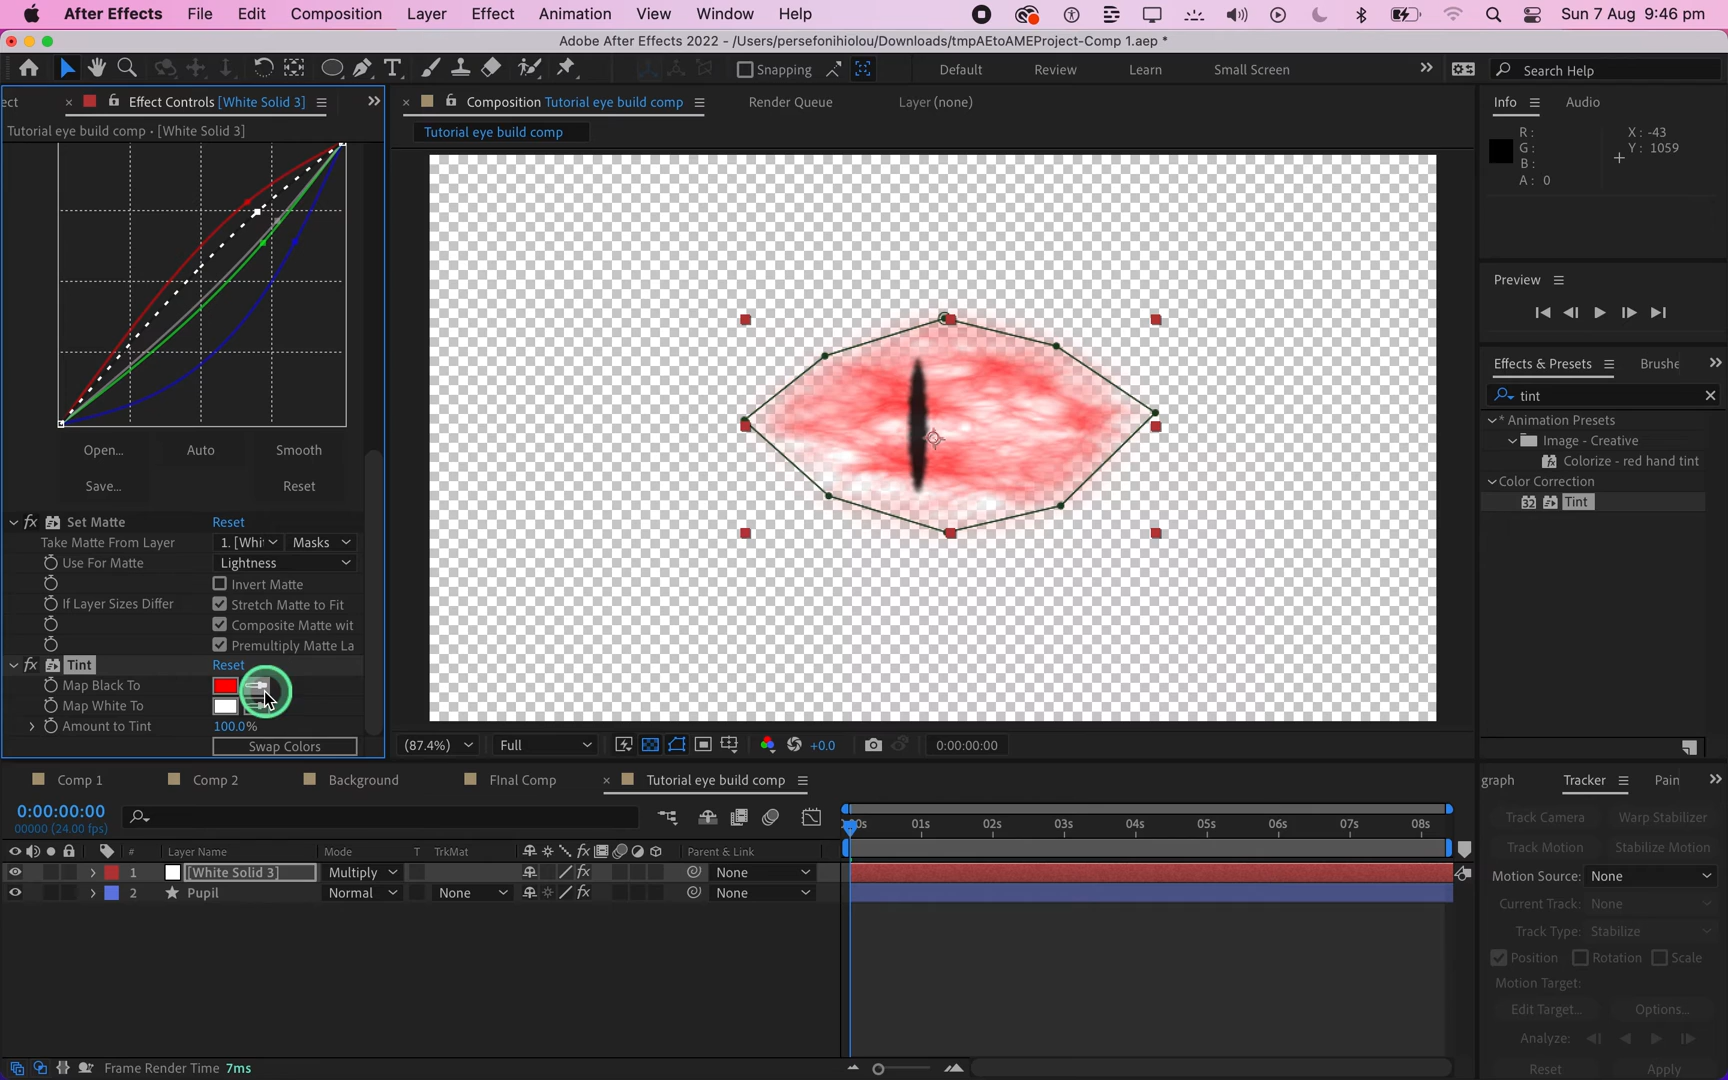 After Effects File Edit Composition Layer Effect Animation View Window Help Sun 7 Aug 9:46 pm
Adobe After Effects 2022 - /Users/persefonihiolou/Downloads/tmpAEtoAMEProject-Comp 1.aep *
Snapping Default Review Learn Small Screen Search Help
ect × Effect Controls [White Solid 3] × Composition Tutorial eye build comp Render Queue Layer (none) Info Audio
Tutorial eye build comp • [White Solid 3] Tutorial eye build comp
R: X: -43
G: Y: 1059
B:
A: 0
Preview
Effects & Presets Brushe
tint
* Animation Presets
Image - Creative
Colorize - red hand tint
Color Correction
32 Tint
Open... Auto Smooth
Save... Reset
fx Set Matte Reset
Take Matte From Layer 1. [Whi Masks
Use For Matte Lightness
Invert Matte
If Layer Sizes Differ Stretch Matte to Fit
Composite Matte wit
Premultiply Matte La
fx Tint Reset
Map Black To
Map White To
Amount to Tint 100.0%
Swap Colors
(87.4%) Full +0.0 0:00:00:00
Comp 1 Comp 2 Background FInal Comp × Tutorial eye build comp
0:00:00:00
00000 (24.00 fps)
0s 01s 02s 03s 04s 05s 06s 07s 08s
# Layer Name Mode T TrkMat fx Parent & Link
1 [White Solid 3] Multiply fx None
2 Pupil Normal None fx None
graph Tracker Pain
Track Camera Warp Stabilizer
Track Motion Stabilize Motion
Motion Source: None
Current Track: None
Track Type: Stabilize
Position Rotation Scale
Motion Target:
Edit Target... Options...
Analyze:
Reset Apply
Frame Render Time 7ms